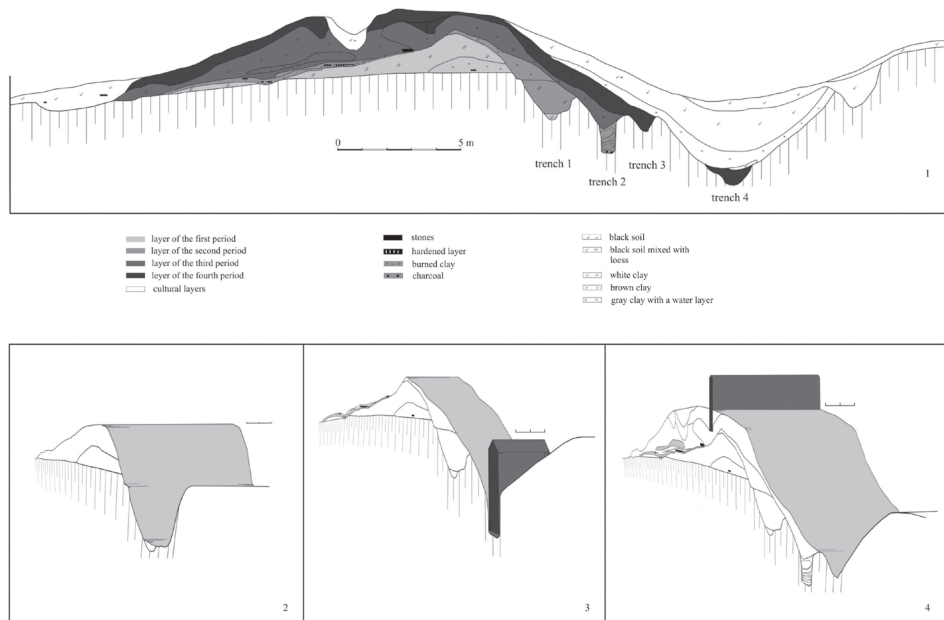 0
5 m
trench 1
trench 2
trench 3
trench 4
1
layer of the first period
layer of the second period
layer of the third period
leyer of the fourth period
cultural layers
stones
hardened layer
burned clay
charcoal
black soil
black soil mixed with
loess
white clay
brown clay
gray clay with a water layer
2
3
4